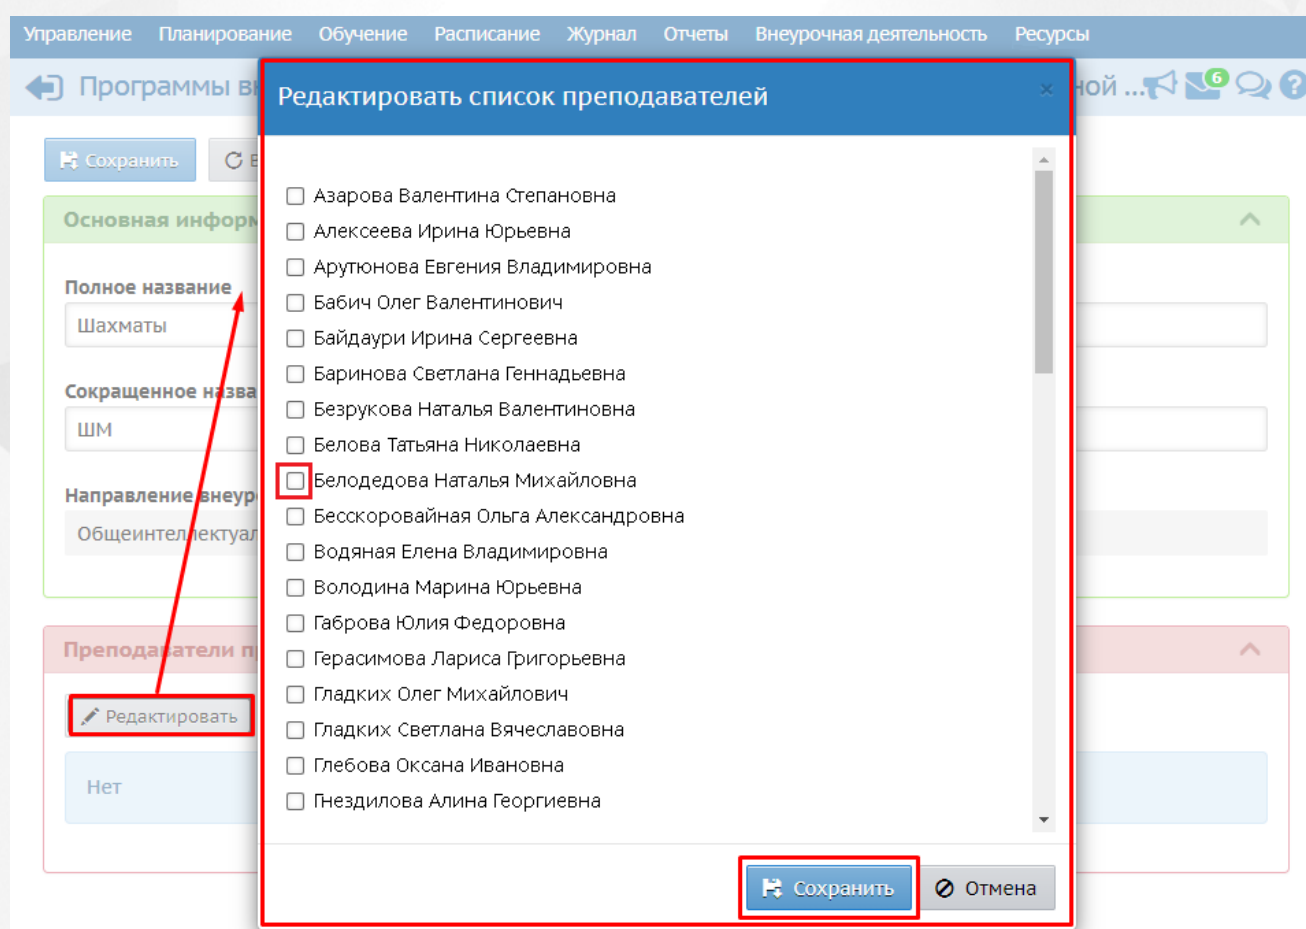 Управление Планирование Обучение Расписание Журнал Отчеты Внеурочная деятельность Ресурсы
Программы вн
ной ...
6
Редактировать список преподавателей
Сохранить
Основная информ
Азарова Валентина Степановна
Алексеева Ирина Юрьевна
Арутюнова Евгения Владимировна
Полное название
Бабич Олег Валентинович
Шахматы
Байдаури Ирина Сергеевна
Баринова Светлана Геннадьевна
Сокращенное назва
Безрукова Наталья Валентиновна
ШМ
Белова Татьяна Николаевна
Белодедова Наталья Михайловна
Направление внеур
Бесскоровайная Ольга Александровна
Общеинтеллектуал
Водяная Елена Владимировна
Володина Марина Юрьевна
Габрова Юлия Федоровна
Преподаватели п
Герасимова Лариса Григорьевна
Гладких Олег Михайлович
Редактировать
Гладких Светлана Вячеславовна
Глебова Оксана Ивановна
Нет
Гнездилова Алина Георгиевна
Сохранить
Отмена